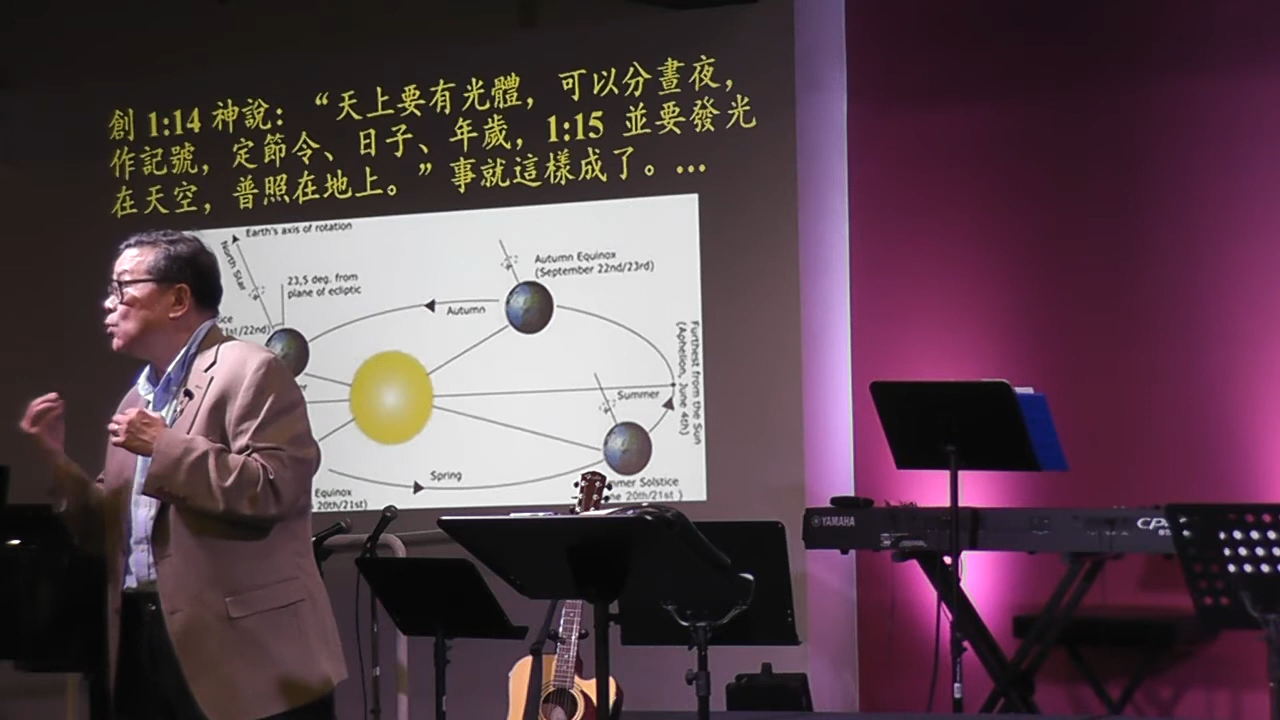 創 1:14 神說: “天上要有光體, 可以分晝夜,
作記號, 定節令、日子、年歲, 1:15 並要發光
在天空, 普照在地上。” 事就這樣成了。…
Earth's axis of rotation
North Star
23,5 deg. from
plane of ecliptic
Autumn Equinox
(September 22nd/23rd)
Autumn
Furthest from the Sun
(Aphelion, June 4th)
Summer
Spring
Equinox
20th/21st)
Solstice
20th/21st )
YAMAHA